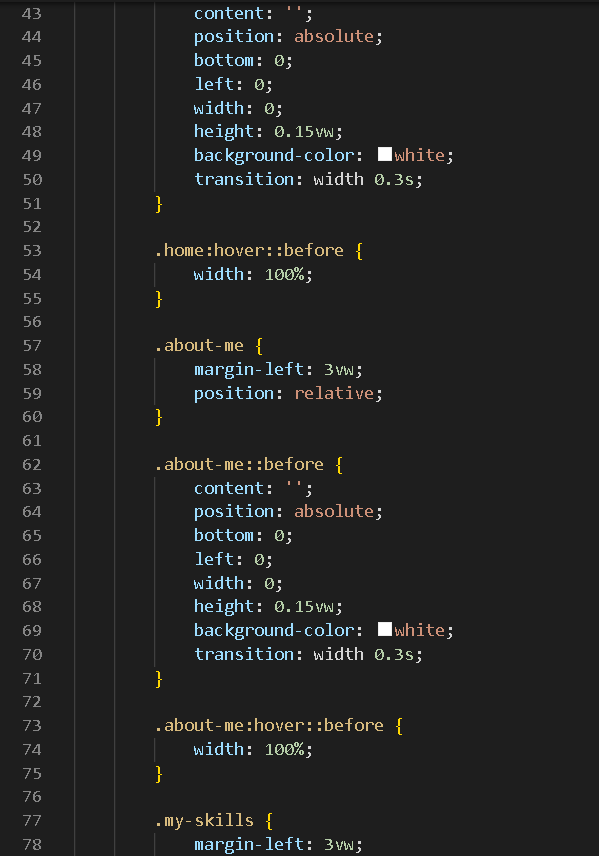 43 content: '';
44 position: absolute;
45 bottom: 0;
46 left: 0;
47 width: 0;
48 height: 0.15vw;
49 background-color: white;
50 transition: width 0.3s;
51 }
52
53 .home:hover::before {
54 width: 100%;
55 }
56
57 .about-me {
58 margin-left: 3vw;
59 position: relative;
60 }
61
62 .about-me::before {
63 content: '';
64 position: absolute;
65 bottom: 0;
66 left: 0;
67 width: 0;
68 height: 0.15vw;
69 background-color: white;
70 transition: width 0.3s;
71 }
72
73 .about-me:hover::before {
74 width: 100%;
75 }
76
77 .my-skills {
78 margin-left: 3vw;